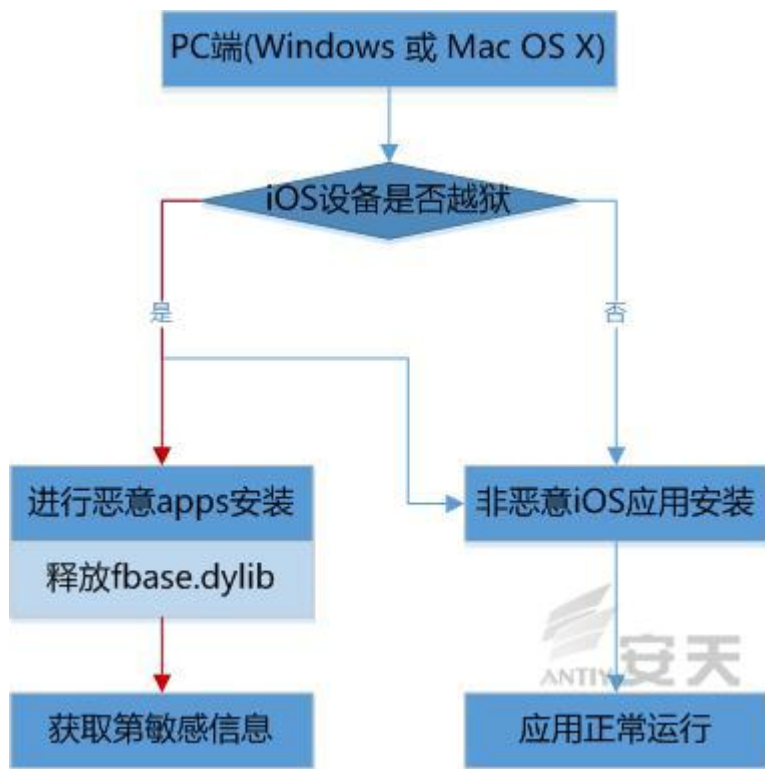 PC端(Windows 或 Mac OS X)
iOS设备是否越狱
是
否
进行恶意apps安装
非恶意iOS应用安装
释放fbase.dylib
ANTIY 安天
获取第敏感信息
应用正常运行